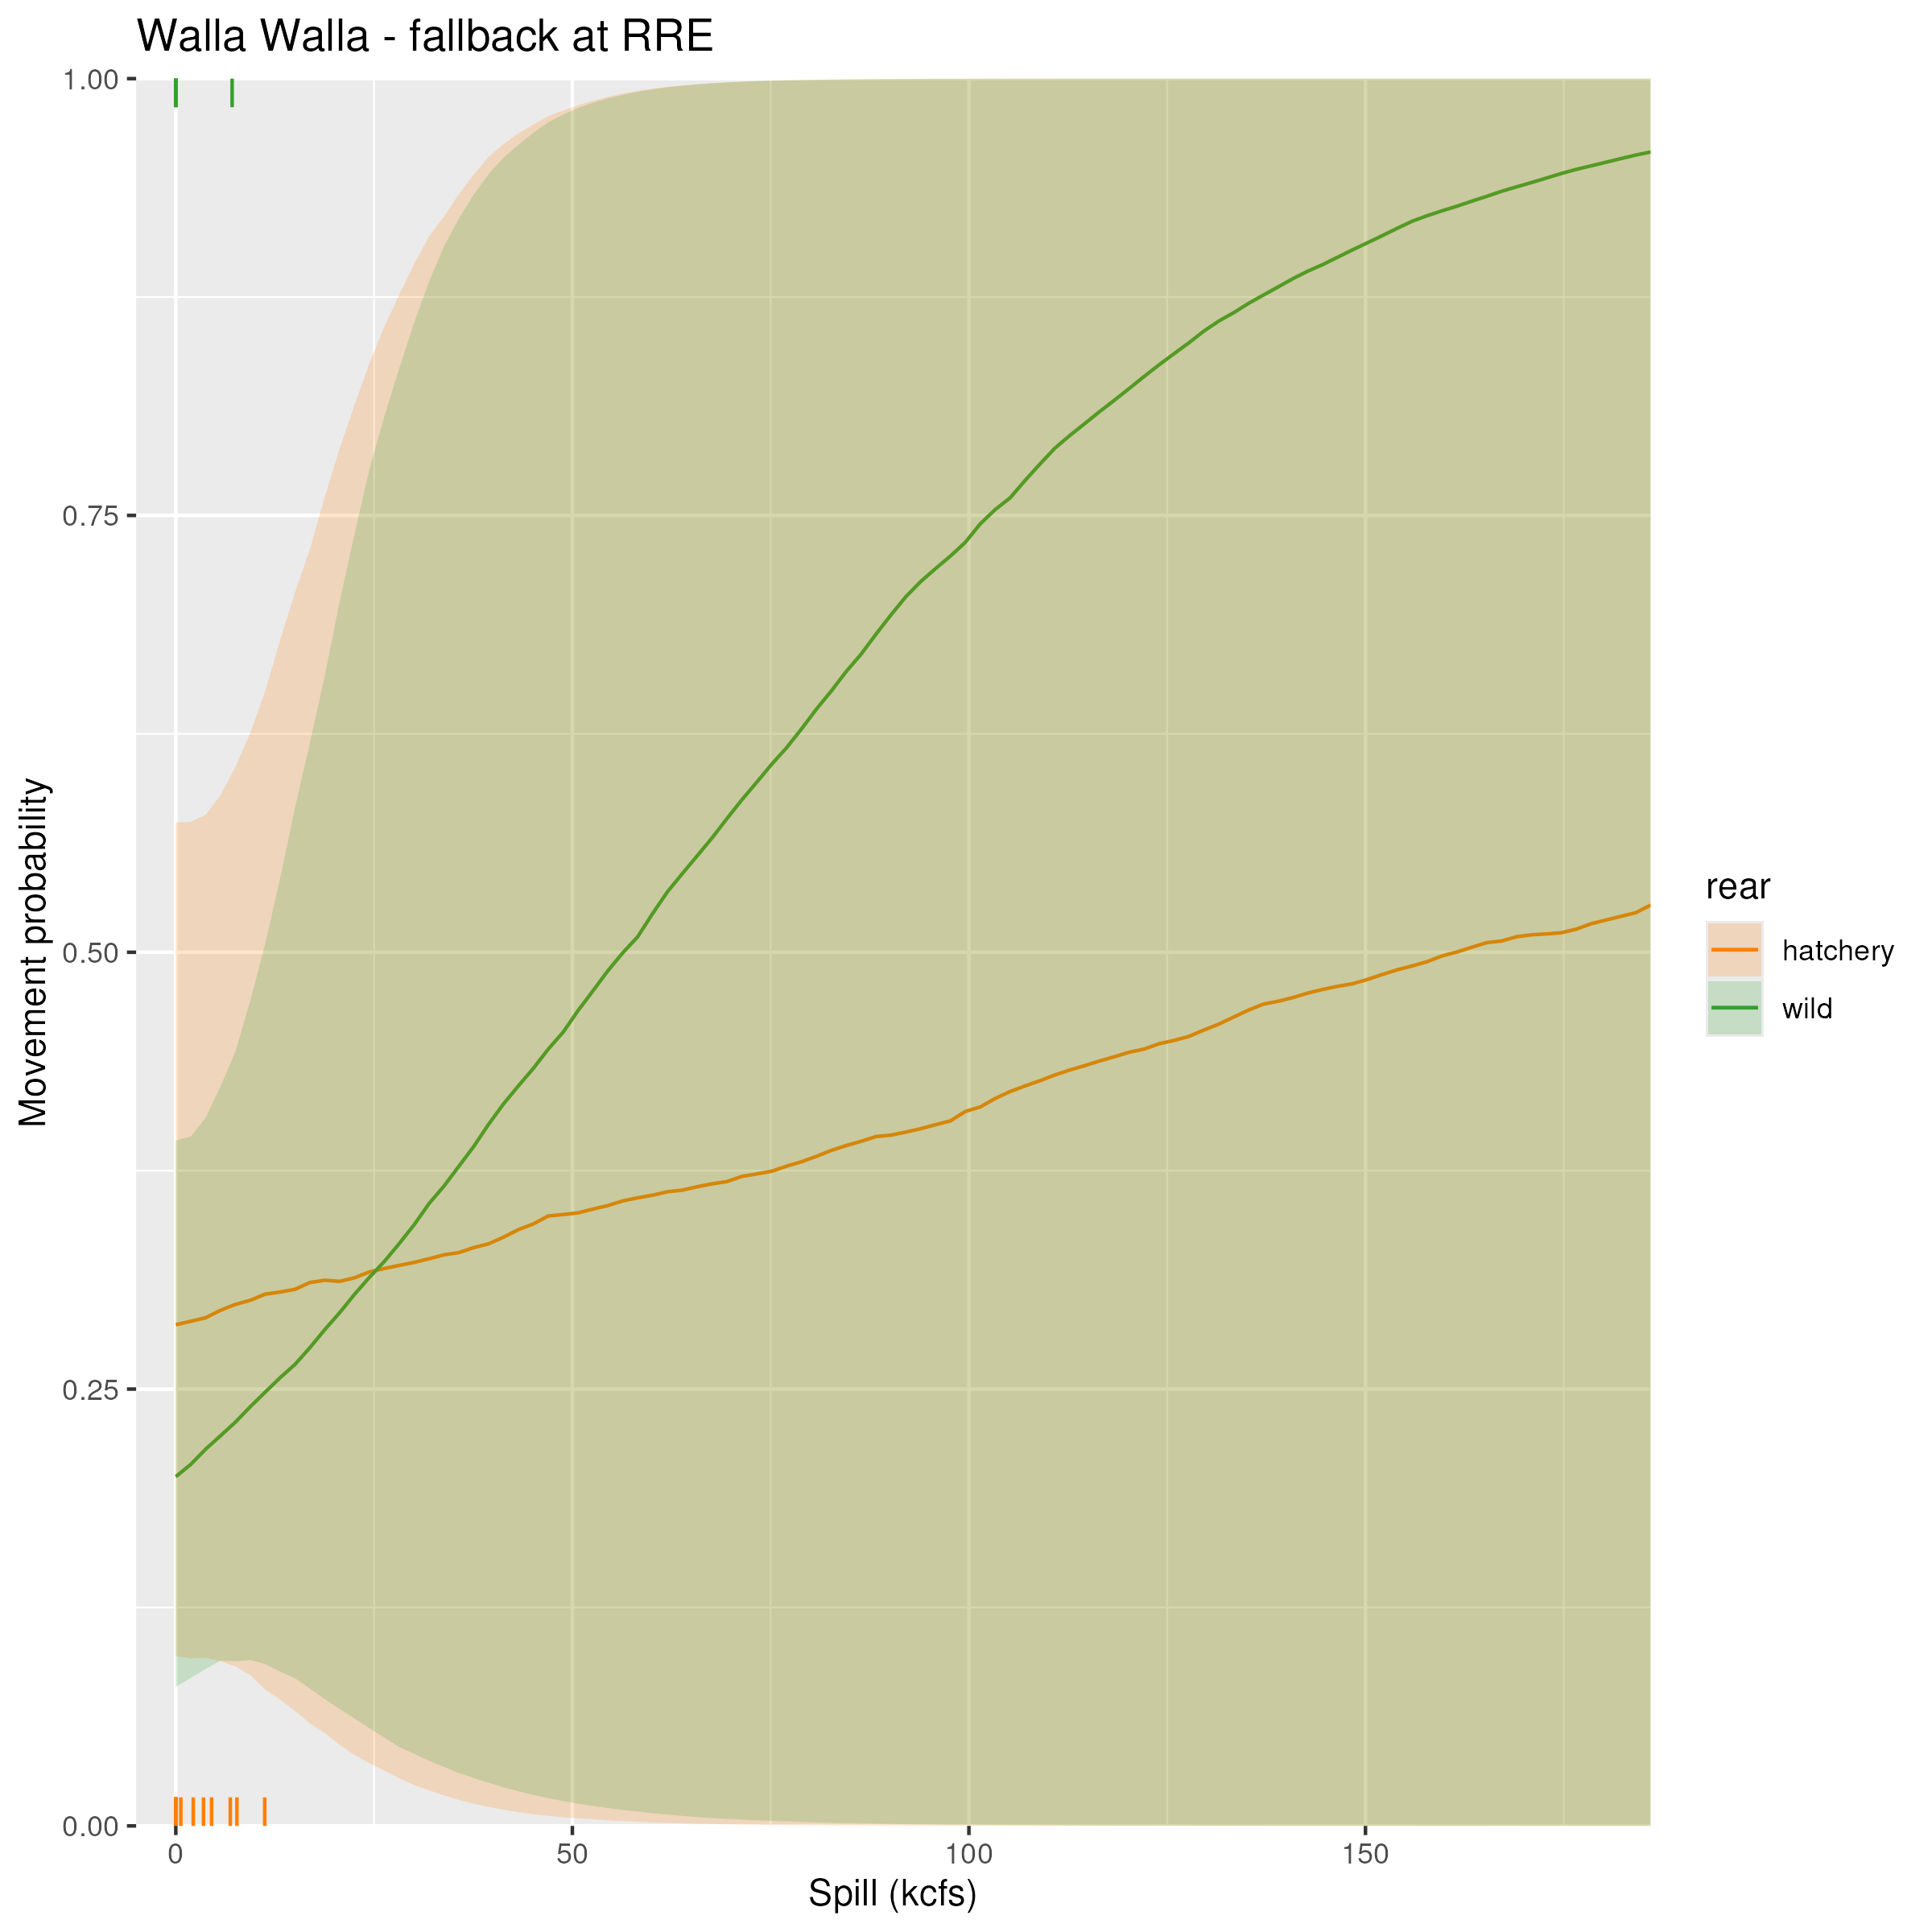 Walla Walla - fallback at RRE
1.00
0.75
0.50
0.25
0.00
Movement probability
0
50
100
150
Spill (kcfs)
rear
hatchery
wild